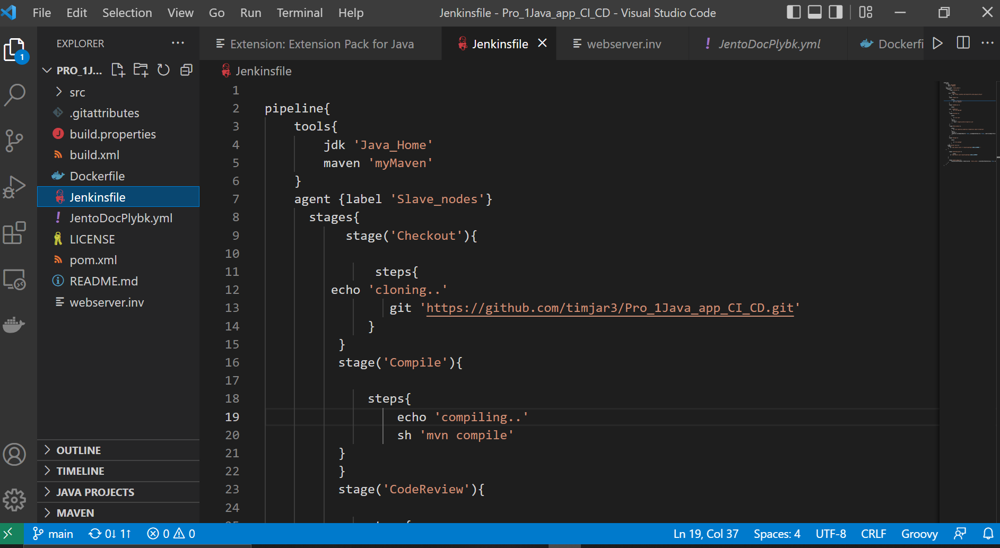 File Edit Selection View Go Run Terminal Help Jenkinsfile - Pro_1Java_app_CI_CD - Visual Studio Code
EXPLORER
Extension: Extension Pack for Java Jenkinsfile webserver.inv ! JentoDocPlybk.yml Dockerfi
1
PRO_1J...
src
.gitattributes
J build.properties
build.xml
Dockerfile
Jenkinsfile
! JentoDocPlybk.yml
LICENSE
pom.xml
README.md
webserver.inv
OUTLINE
TIMELINE
JAVA PROJECTS
MAVEN
Jenkinsfile
1
2 pipeline{
3 tools{
4 jdk 'Java_Home'
5 maven 'myMaven'
6 }
7 agent {label 'Slave_nodes'}
8 stages{
9 stage('Checkout'){
10
11 steps{
12 echo 'cloning..'
13 git 'https://github.com/timjar3/Pro_1Java_app_CI_CD.git'
14 }
15 }
16 stage('Compile'){
17
18 steps{
19 echo 'compiling..'
20 sh 'mvn compile'
21 }
22 }
23 stage('CodeReview'){
24
main 0↓ 1↑ 0 0 Ln 19, Col 37 Spaces: 4 UTF-8 CRLF Groovy